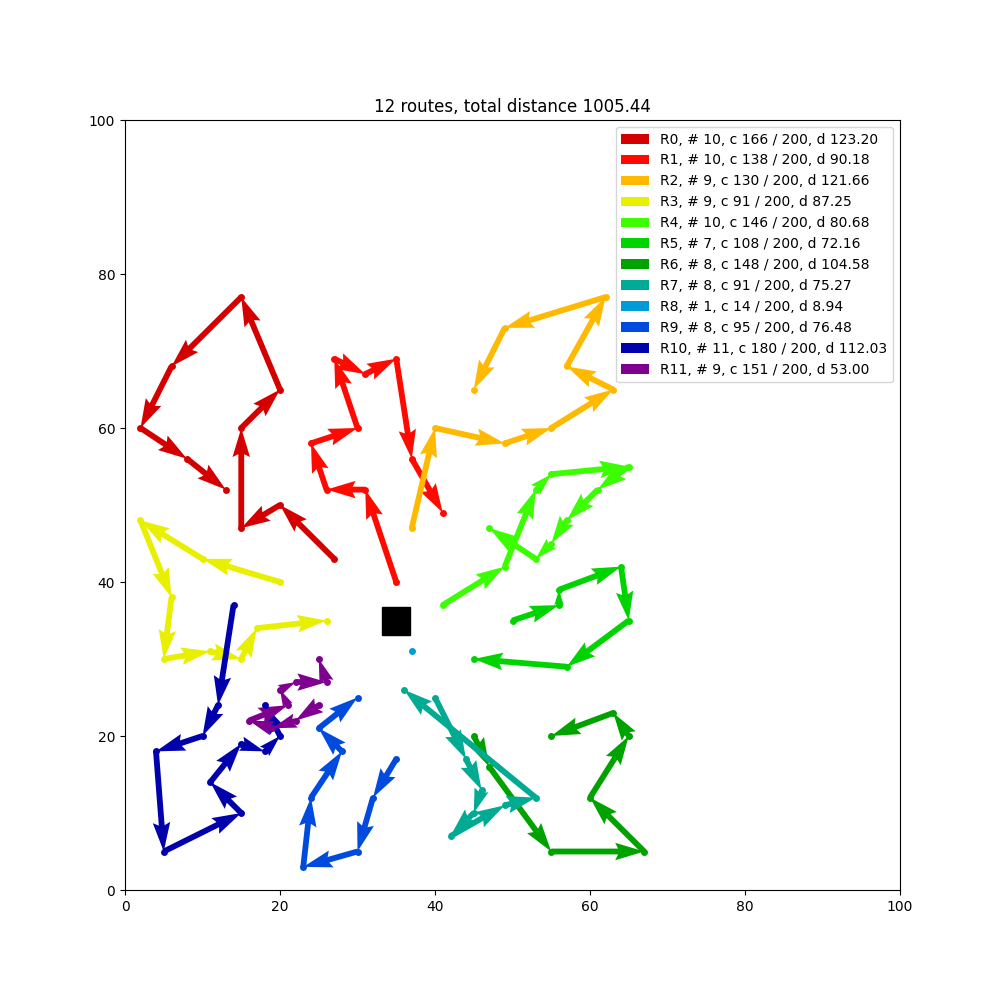 12 routes, total distance 1005.44
R0, # 10, c 166 / 200, d 123.20
R1, # 10, c 138 / 200, d 90.18
R2, # 9, c 130 / 200, d 121.66
R3, # 9, c 91 / 200, d 87.25
R4, # 10, c 146 / 200, d 80.68
R5, # 7, c 108 / 200, d 72.16
R6, # 8, c 148 / 200, d 104.58
R7, # 8, c 91 / 200, d 75.27
R8, # 1, c 14 / 200, d 8.94
R9, # 8, c 95 / 200, d 76.48
R10, # 11, c 180 / 200, d 112.03
R11, # 9, c 151 / 200, d 53.00
100
80
60
40
20
0
0 20 40 60 80 100